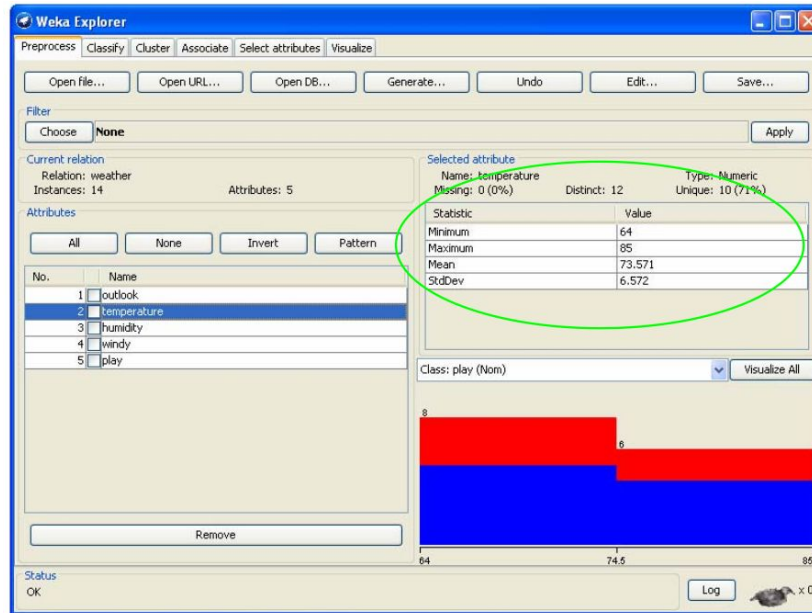 Weka Explorer
Preprocess Classify Cluster Associate Select attributes Visualize
Open file... Open URL... Open DB... Generate... Undo Edit... Save...
Filter
Choose None Apply
Current relation
Relation: weather
Instances: 14 Attributes: 5
Selected attribute
Name: temperature Type: Numeric
Missing: 0 (0%) Distinct: 12 Unique: 10 (71%)
Attributes
All None Invert Pattern
No. Name
1 outlook
2 temperature
3 humidity
4 windy
5 play
Remove
Statistic Value
Minimum 64
Maximum 85
Mean 73.571
StdDev 6.572
Class: play (Nom) Visualize All
8
6
64 74.5 85
Status
OK Log x 0